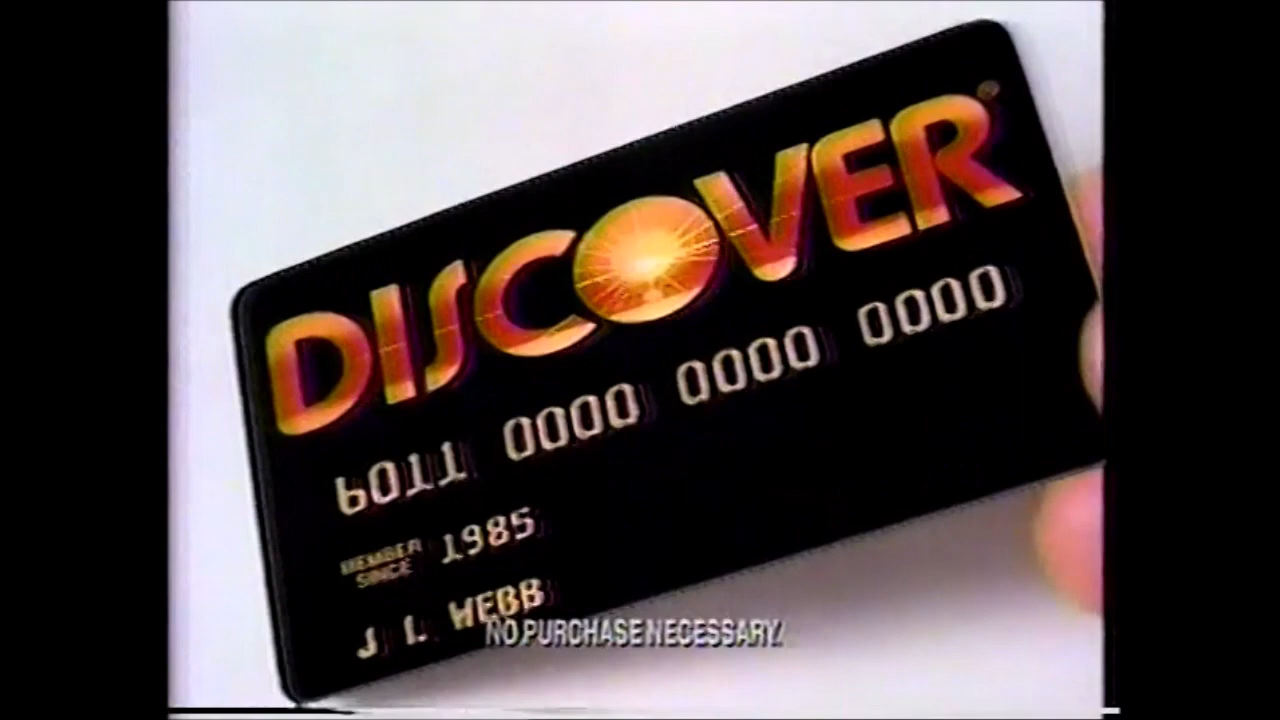 DISCOVER®
6011 0000 0000 0000
MEMBER SINCE 1985
J L WEBB
NO PURCHASE NECESSARY.